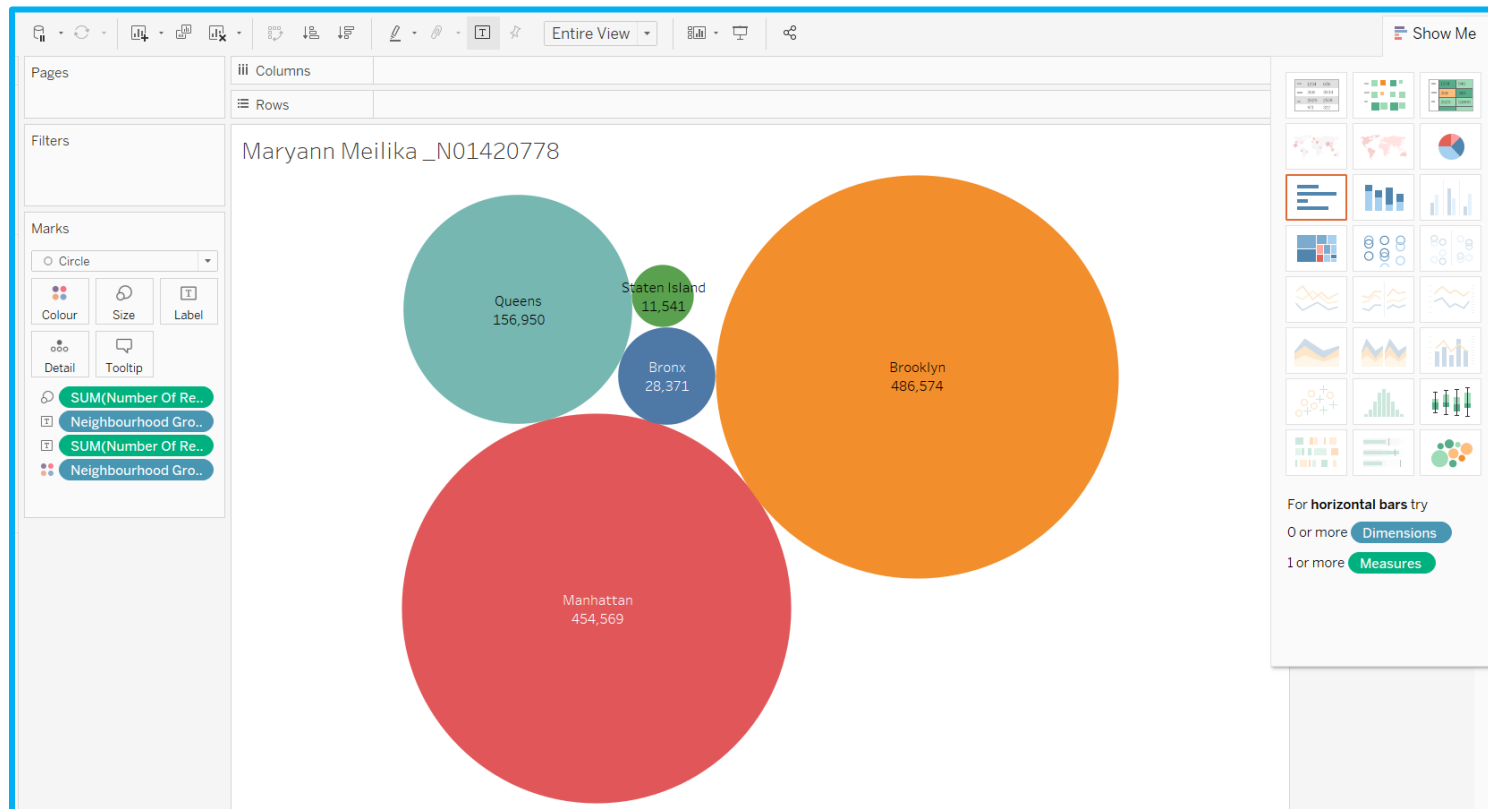 Entire View
Show Me
Pages
Columns
Rows
Filters
Marks
Circle
Colour
Size
Label
Detail
Tooltip
SUM(Number Of Re..
Neighbourhood Gro..
SUM(Number Of Re..
Neighbourhood Gro..
Maryann Meilika _N01420778
Queens
156,950
Staten Island
11,541
Bronx
28,371
Brooklyn
486,574
Manhattan
454,569
For horizontal bars try
0 or more Dimensions
1 or more Measures